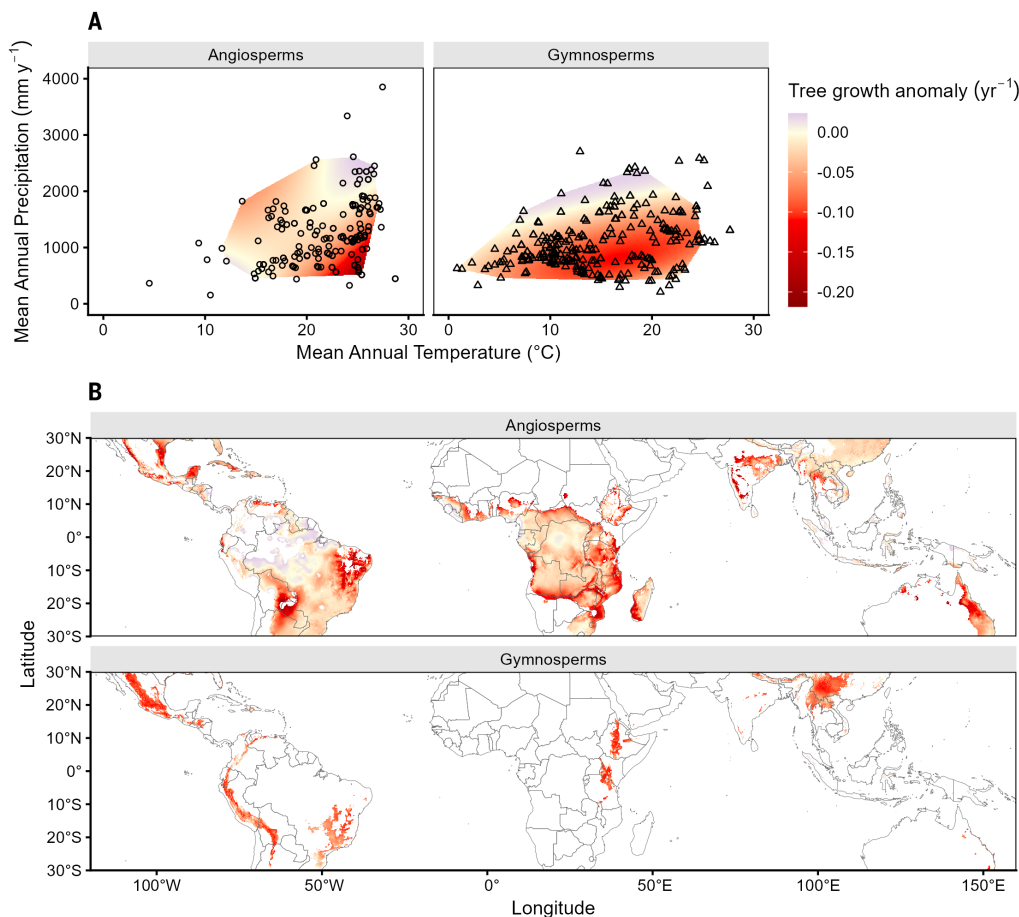 A
Angiosperms
Gymnosperms
Mean Annual Precipitation (mm y⁻¹)
4000
3000
2000
1000
0
0 10 20 30
0 10 20 30
Mean Annual Temperature (°C)
Tree growth anomaly (yr⁻¹)
0.00
-0.05
-0.10
-0.15
-0.20
B
Angiosperms
30°N
20°N
10°N
0°
10°S
20°S
30°S
Latitude
Gymnosperms
30°N
20°N
10°N
0°
10°S
20°S
30°S
100°W 50°W 0° 50°E 100°E 150°E
Longitude